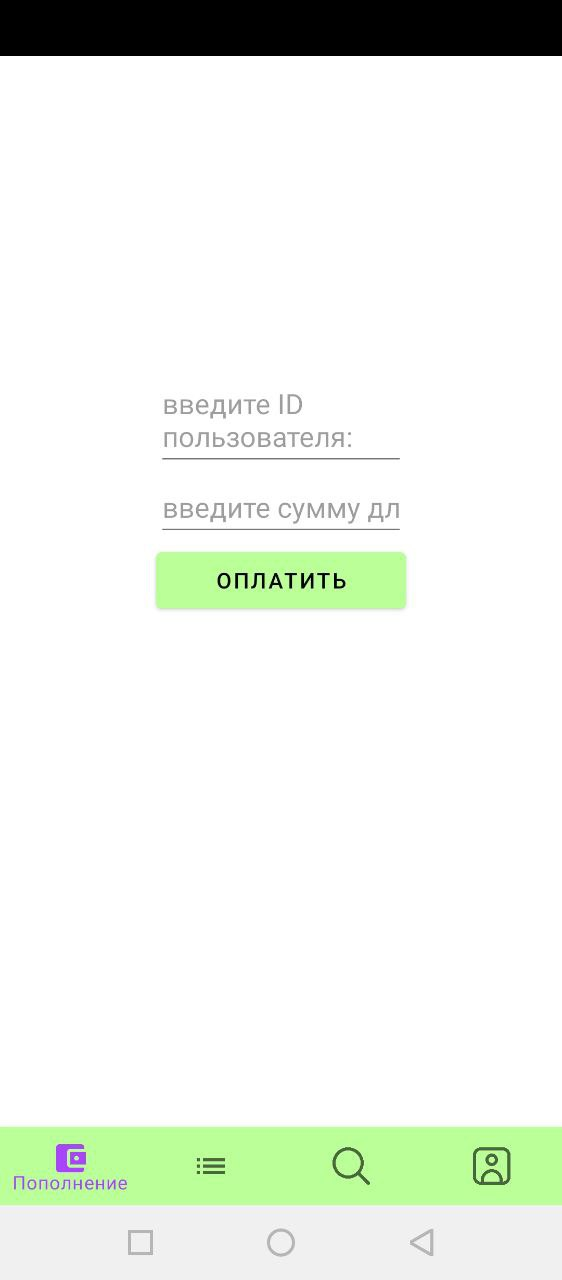 введите ID
пользователя:
введите сумму дл
ОПЛАТИТЬ
Пополнение